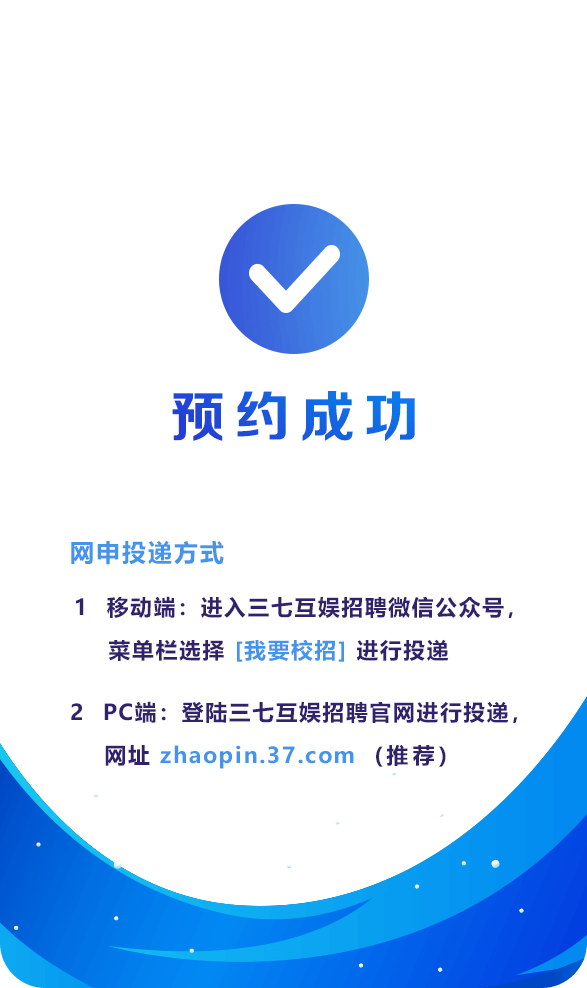 预约成功
网申投递方式
1 移动端：进入三七互娱招聘微信公众号，
菜单栏选择 [我要校招] 进行投递
2 PC端：登陆三七互娱招聘官网进行投递，
网址 zhaopin.37.com （推荐）